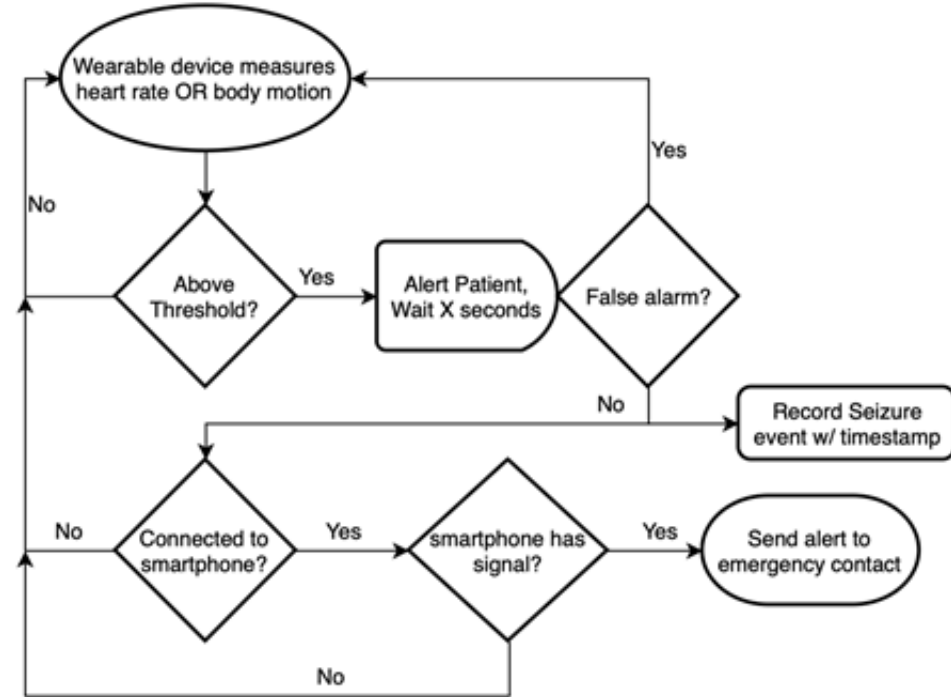 Wearable device measures
heart rate OR body motion
Yes
No
Above
Threshold?
Yes
Alert Patient,
Wait X seconds
False alarm?
No
Record Seizure
event w/ timestamp
No
Connected to
smartphone?
Yes
smartphone has
signal?
Yes
Send alert to
emergency contact
No